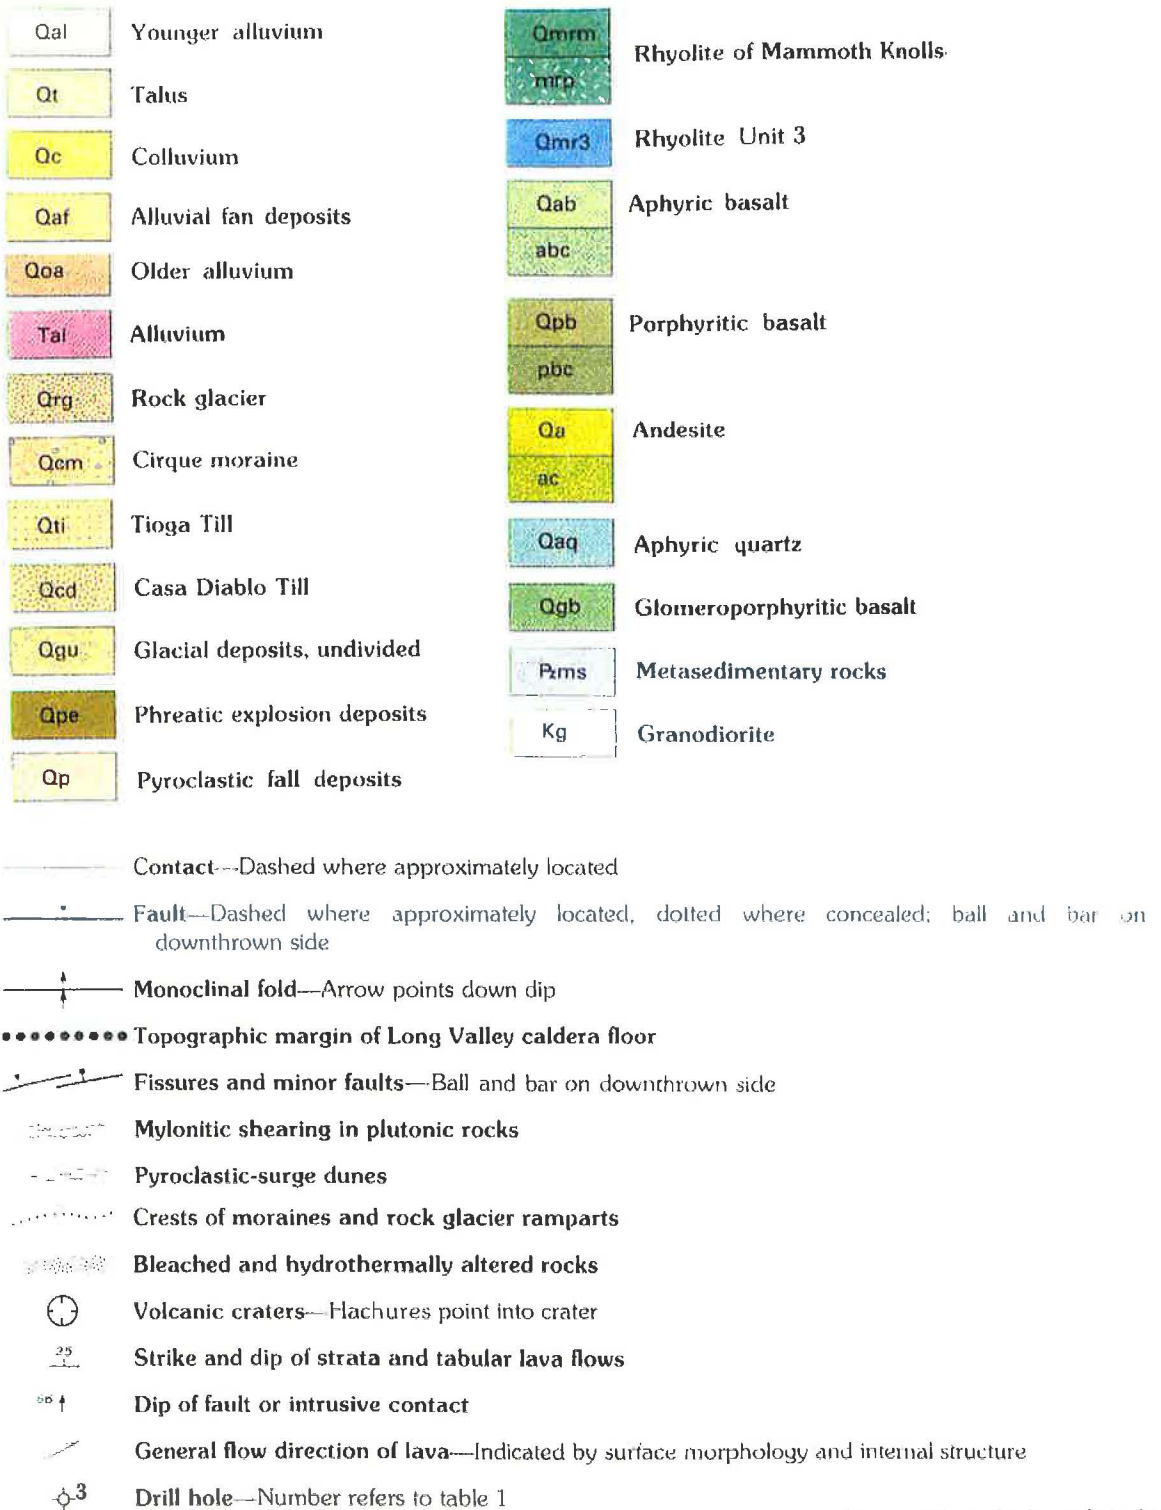 Qal Younger alluvium
Qt Talus
Qc Colluvium
Qaf Alluvial fan deposits
Qoa Older alluvium
Tal Alluvium
Qrg Rock glacier
Qcm Cirque moraine
Qti Tioga Till
Qcd Casa Diablo Till
Qgu Glacial deposits, undivided
Qpe Phreatic explosion deposits
Qp Pyroclastic fall deposits
Qmrm
mrp
Rhyolite of Mammoth Knolls
Qmr3 Rhyolite Unit 3
Qab Aphyric basalt
abc
Qpb Porphyritic basalt
pbc
Qa Andesite
ac
Qaq Aphyric quartz
Qgb Glomeroporphyritic basalt
Pzms Metasedimentary rocks
Kg Granodiorite
Contact—Dashed where approximately located
Fault—Dashed where approximately located, dotted where concealed; ball and bar on
downthrown side
Monoclinal fold—Arrow points down dip
Topographic margin of Long Valley caldera floor
Fissures and minor faults—Ball and bar on downthrown side
Mylonitic shearing in plutonic rocks
Pyroclastic-surge dunes
Crests of moraines and rock glacier ramparts
Bleached and hydrothermally altered rocks
Volcanic craters—Hachures point into crater
Strike and dip of strata and tabular lava flows
Dip of fault or intrusive contact
General flow direction of lava—Indicated by surface morphology and internal structure
3 Drill hole—Number refers to table 1